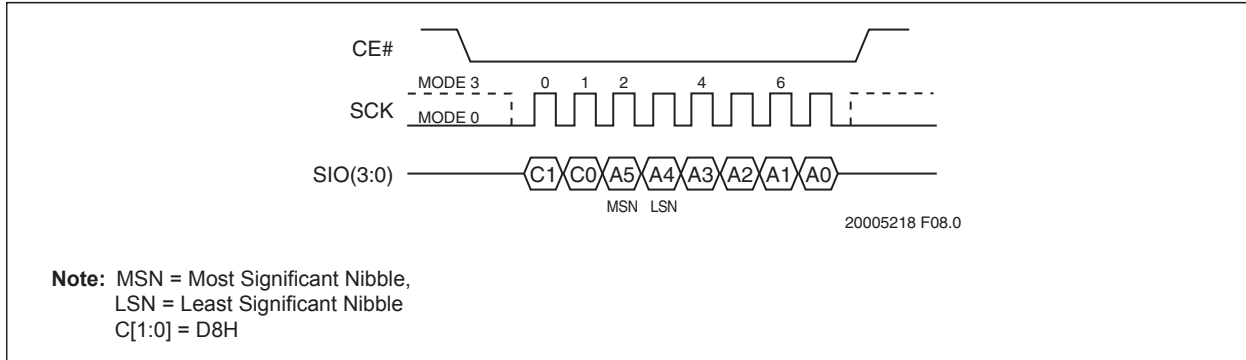 CE#
MODE 3 0 1 2 4 6
SCK
MODE 0
SIO(3:0) C1 C0 A5 A4 A3 A2 A1 A0
MSN LSN
20005218 F08.0
Note: MSN = Most Significant Nibble,
LSN = Least Significant Nibble
C[1:0] = D8H